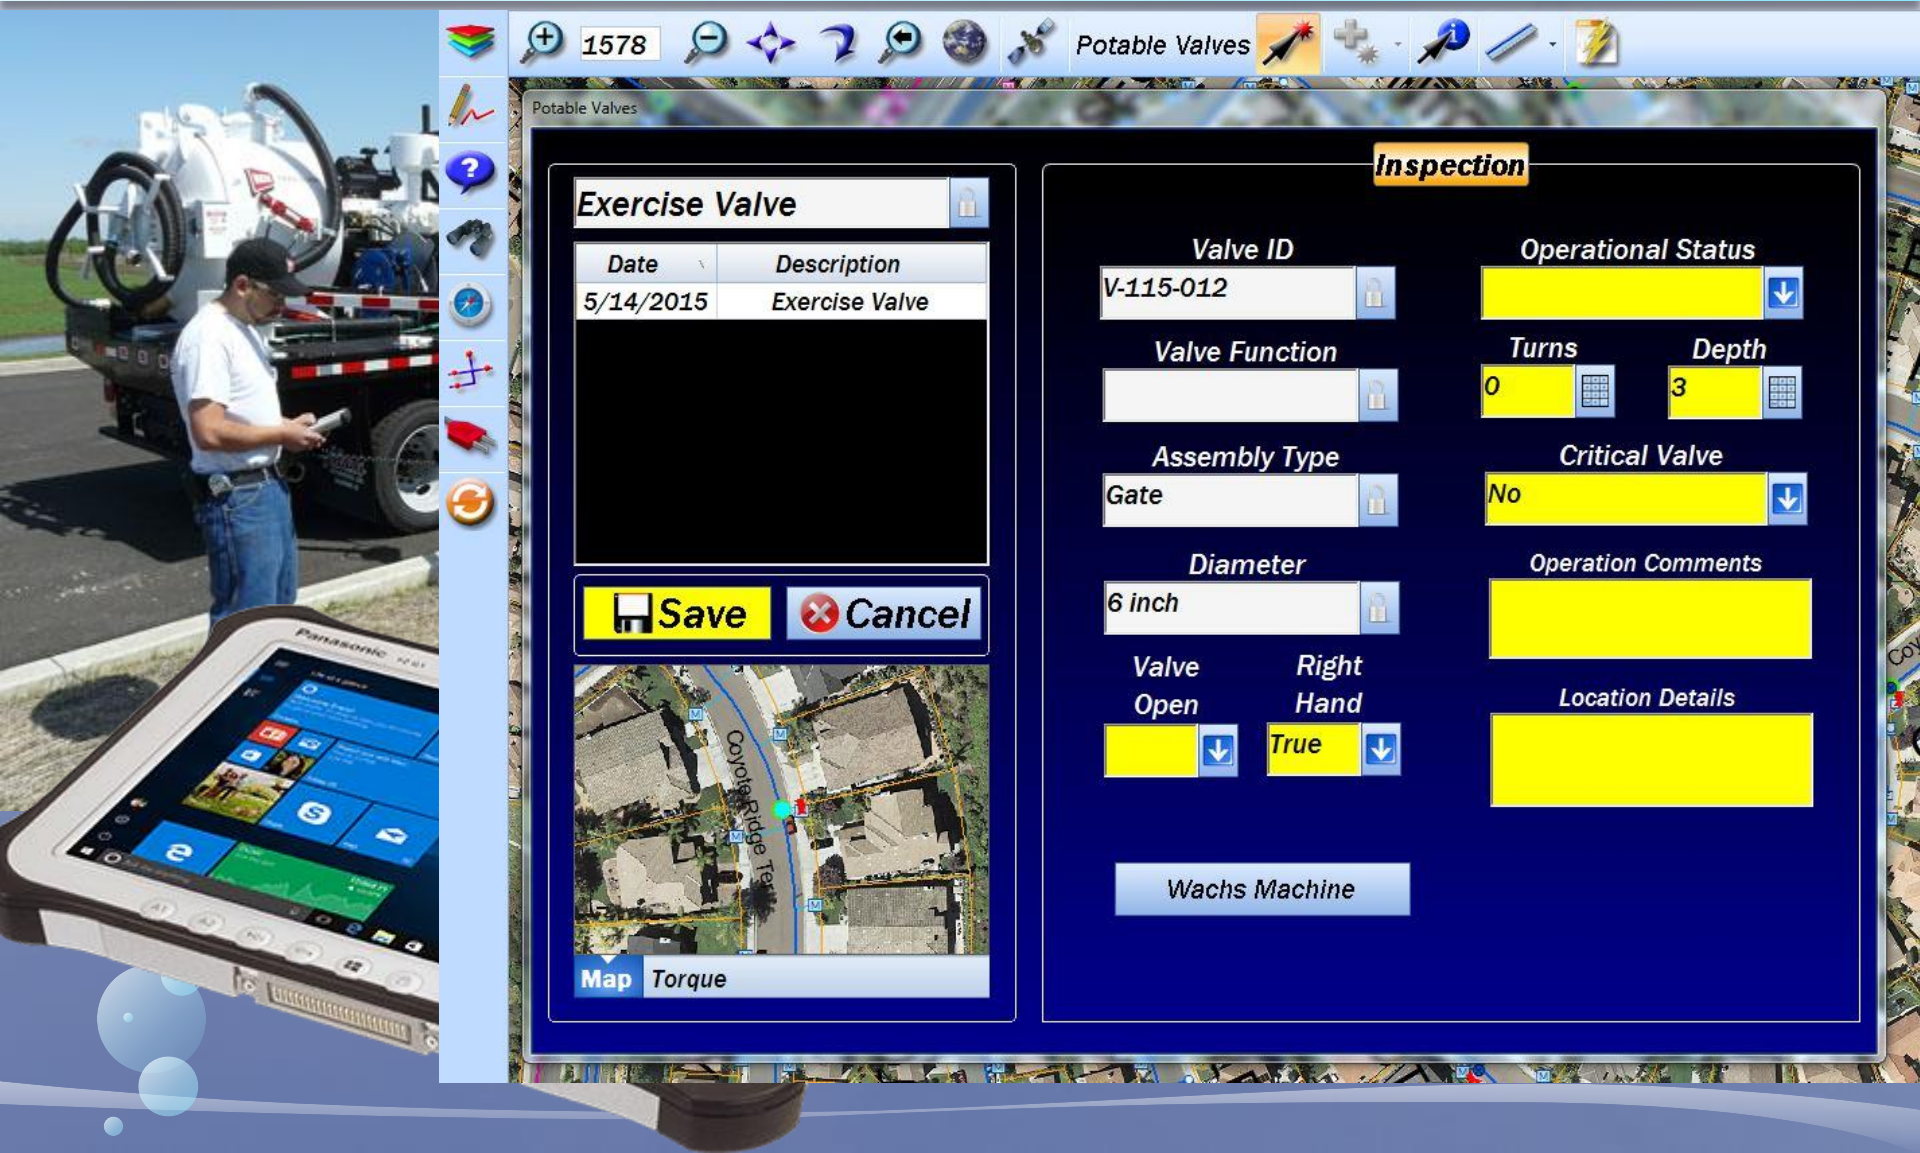 1578
Potable Valves
Potable Valves
Inspection
Exercise Valve
Date Description
5/14/2015 Exercise Valve
Save Cancel
Coyote Ridge Ter
Map Torque
Valve ID
V-115-012
Valve Function
Assembly Type
Gate
Diameter
6 inch
Valve Open
Right Hand
True
Wachs Machine
Operational Status
Turns Depth
0 3
Critical Valve
No
Operation Comments
Location Details
Panasonic
A1 A2